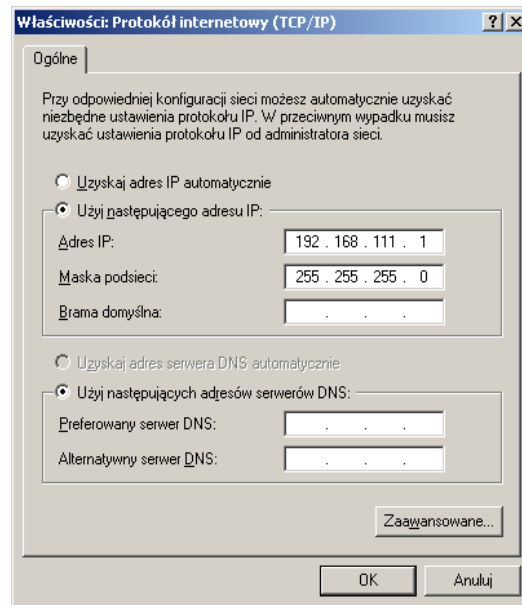 Właściwości: Protokół internetowy (TCP/IP)
Ogólne
Przy odpowiedniej konfiguracji sieci możesz automatycznie uzyskać
niezbędne ustawienia protokołu IP. W przeciwnym wypadku musisz
uzyskać ustawienia protokołu IP od administratora sieci.
Uzyskaj adres IP automatycznie
Użyj następującego adresu IP:
Adres IP: 192 . 168 . 111 . 1
Maska podsieci: 255 . 255 . 255 . 0
Brama domyślna: . . .
Uzyskaj adres serwera DNS automatycznie
Użyj następujących adresów serwerów DNS:
Preferowany serwer DNS: . . .
Alternatywny serwer DNS: . . .
Zaawansowane...
OK Anuluj